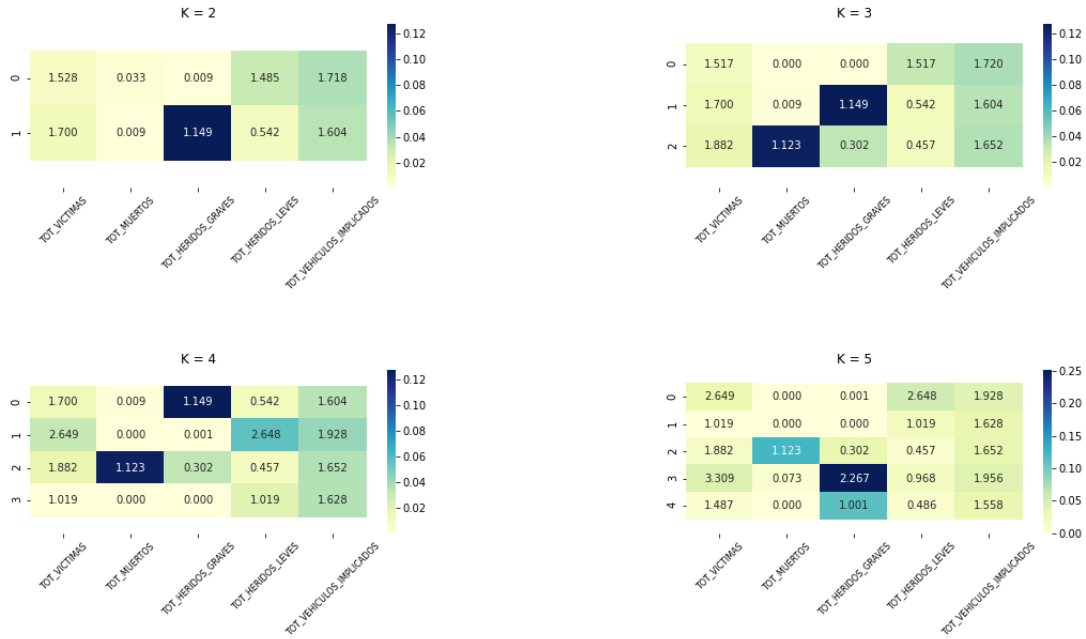 K = 2
0 1.528 0.033 0.009 1.485 1.718
1 1.700 0.009 1.149 0.542 1.604
0.12
0.10
0.08
0.06
0.04
0.02
TOT_VICTIMAS
TOT_MUERTOS
TOT_HERIDOS_GRAVES
TOT_HERIDOS_LEVES
TOT_VEHICULOS_IMPLICADOS
K = 3
0 1.517 0.000 0.000 1.517 1.720
1 1.700 0.009 1.149 0.542 1.604
2 1.882 1.123 0.302 0.457 1.652
0.12
0.10
0.08
0.06
0.04
0.02
TOT_VICTIMAS
TOT_MUERTOS
TOT_HERIDOS_GRAVES
TOT_HERIDOS_LEVES
TOT_VEHICULOS_IMPLICADOS
K = 4
0 1.700 0.009 1.149 0.542 1.604
1 2.649 0.000 0.001 2.648 1.928
2 1.882 1.123 0.302 0.457 1.652
3 1.019 0.000 0.000 1.019 1.628
0.12
0.10
0.08
0.06
0.04
0.02
TOT_VICTIMAS
TOT_MUERTOS
TOT_HERIDOS_GRAVES
TOT_HERIDOS_LEVES
TOT_VEHICULOS_IMPLICADOS
K = 5
0 2.649 0.000 0.001 2.648 1.928
1 1.019 0.000 0.000 1.019 1.628
2 1.882 1.123 0.302 0.457 1.652
3 3.309 0.073 2.267 0.968 1.956
4 1.487 0.000 1.001 0.486 1.558
0.25
0.20
0.15
0.10
0.05
0.00
TOT_VICTIMAS
TOT_MUERTOS
TOT_HERIDOS_GRAVES
TOT_HERIDOS_LEVES
TOT_VEHICULOS_IMPLICADOS